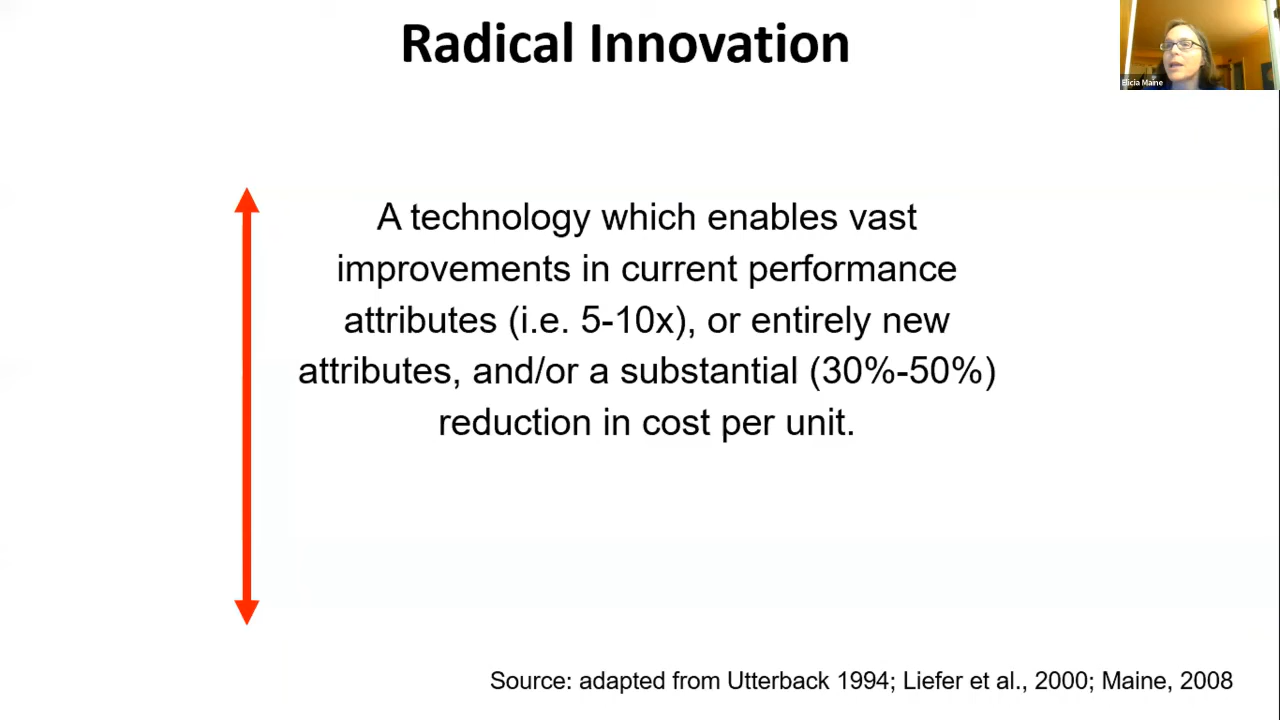 Radical Innovation
Elicia Maine
A technology which enables vast
improvements in current performance
attributes (i.e. 5-10x), or entirely new
attributes, and/or a substantial (30%-50%)
reduction in cost per unit.
Source: adapted from Utterback 1994; Liefer et al., 2000; Maine, 2008